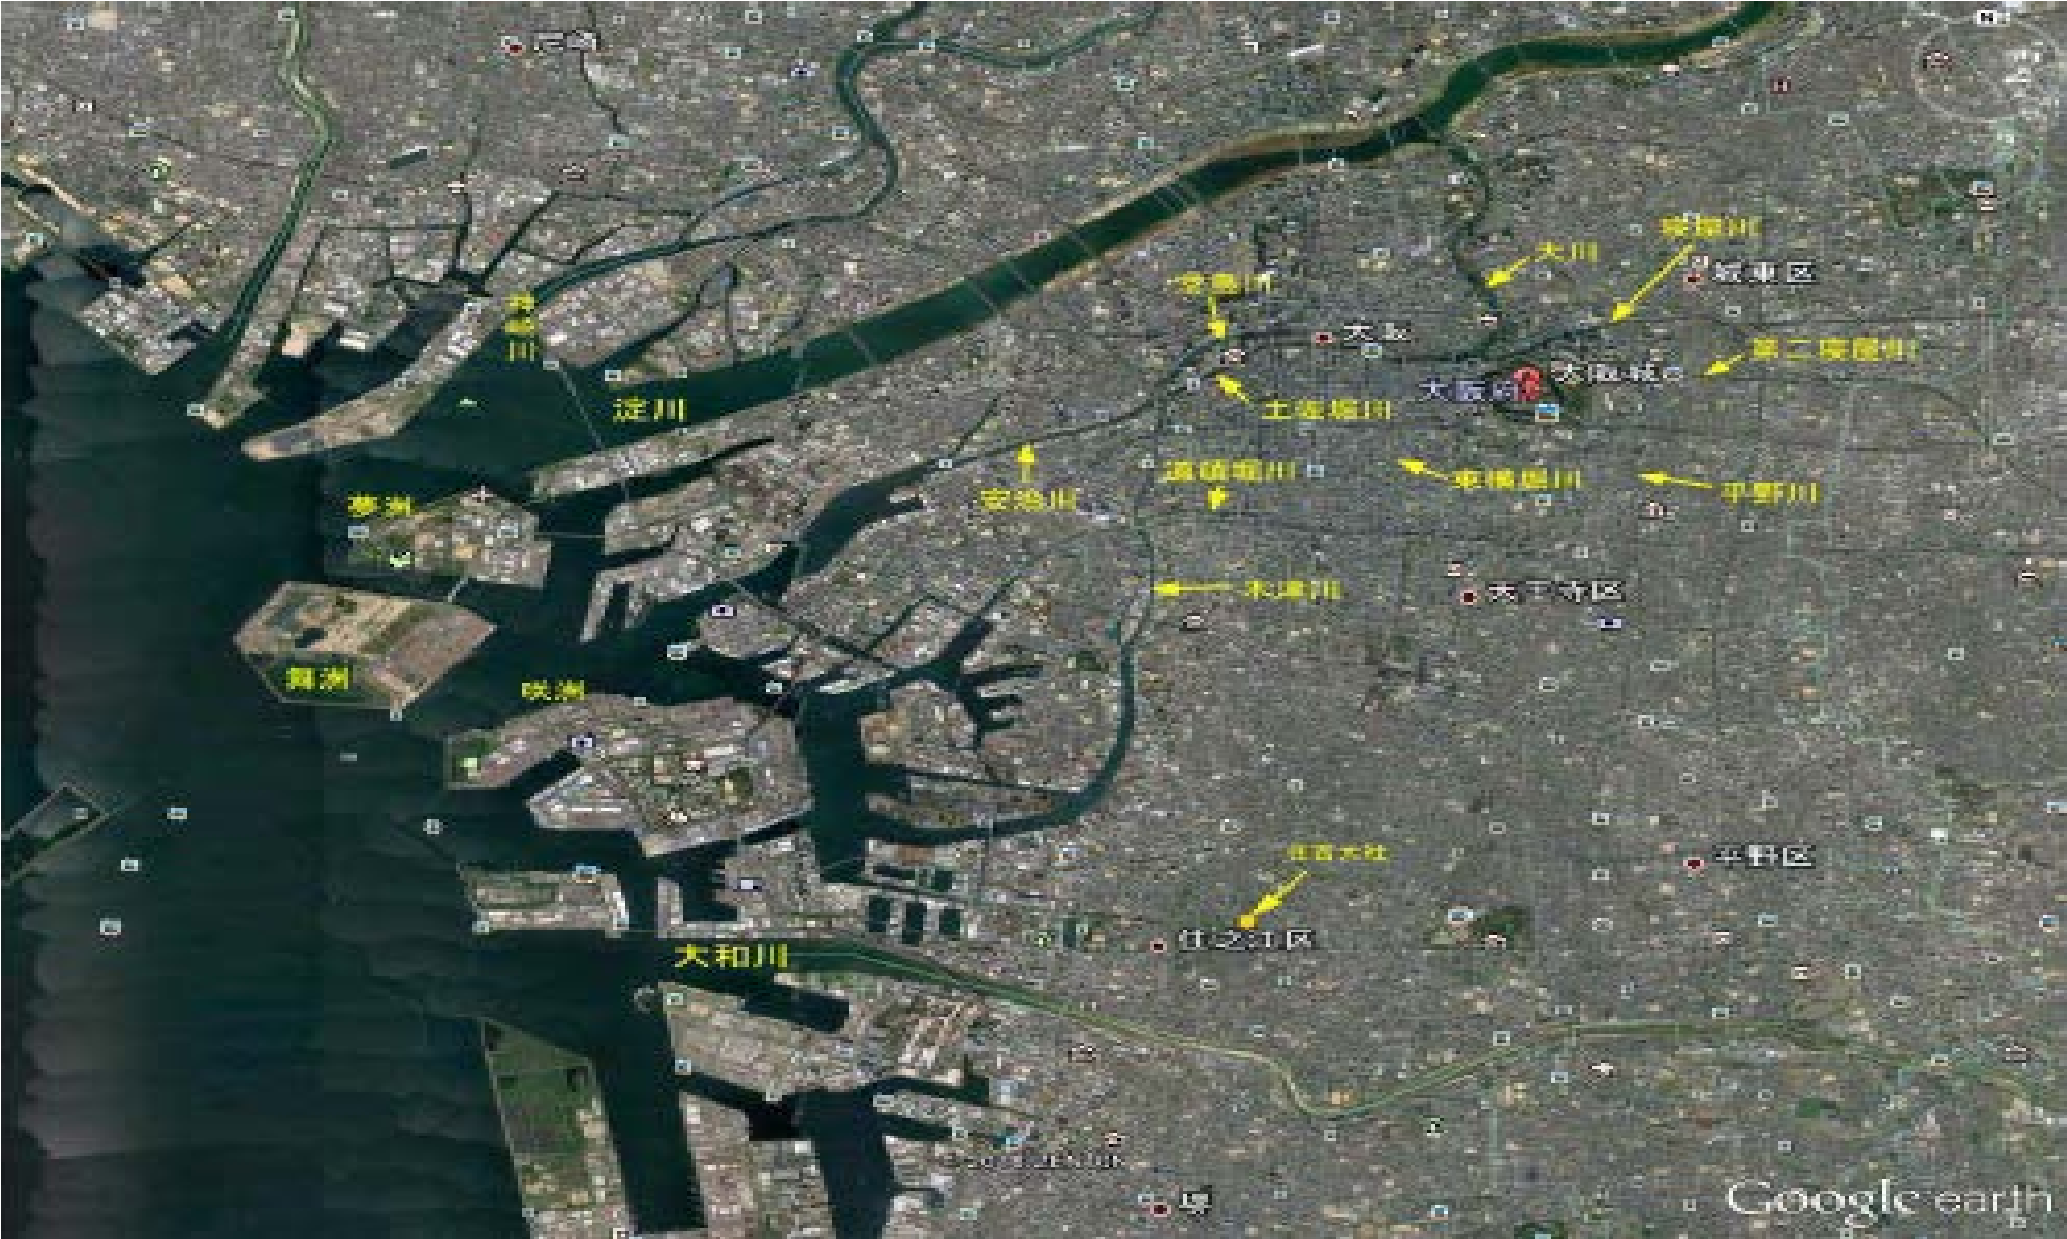 尼崎
寝屋川
大川
城東区
神崎川
堂島川
大阪
第二寝屋川
大阪城
大阪府
淀川
土佐堀川
道頓堀川
東横堀川
平野川
安治川
夢洲
木津川
天王寺区
舞洲
咲洲
住吉大社
平野区
住之江区
大和川
堺
Google earth